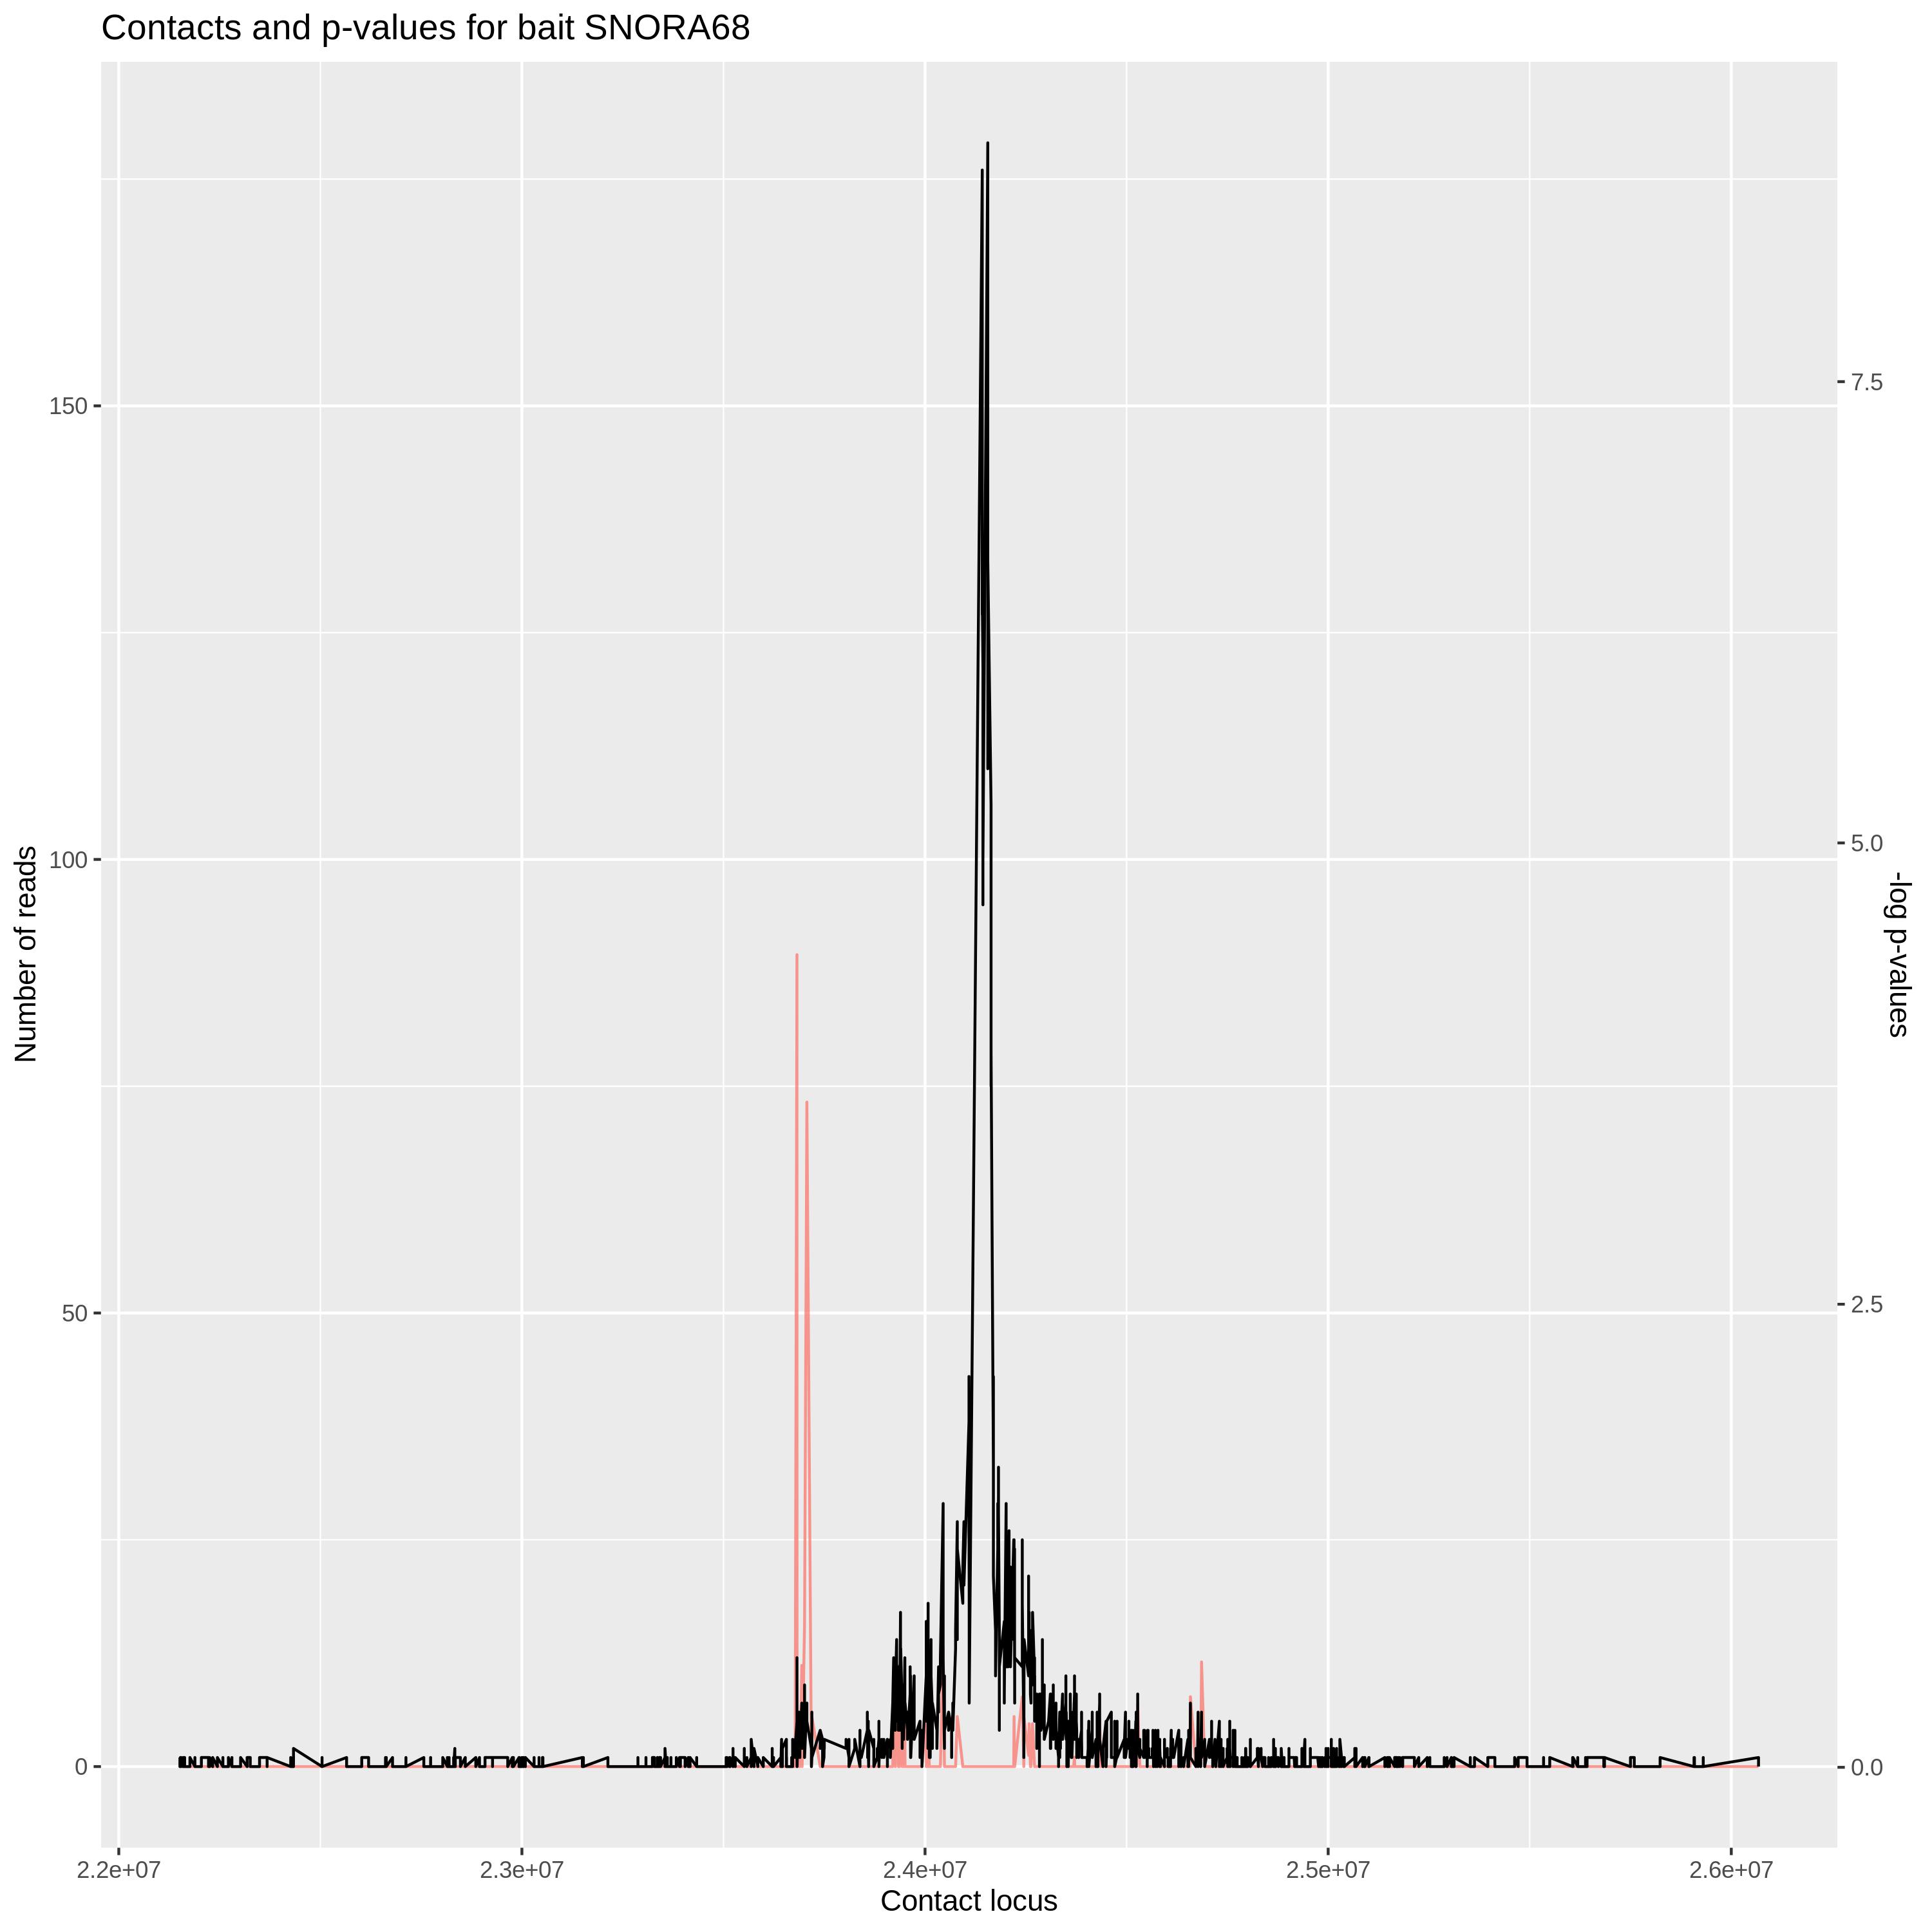 Contacts and p-values for bait SNORA68
150
100
50
0
Number of reads
7.5
5.0
2.5
0.0
-log p-values
2.2e+07 2.3e+07 2.4e+07 2.5e+07 2.6e+07
Contact locus